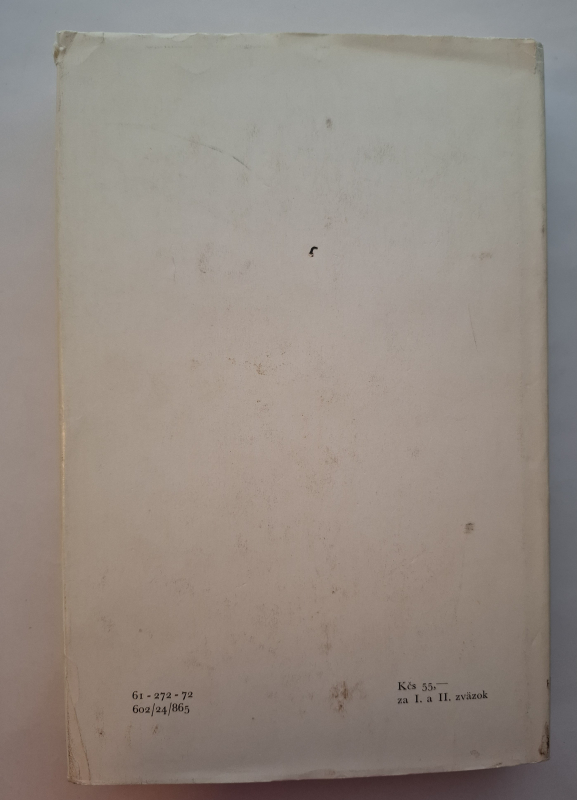 61 - 272 - 72
602/24/865
Kčs 55,—
za I. a II. zväzok